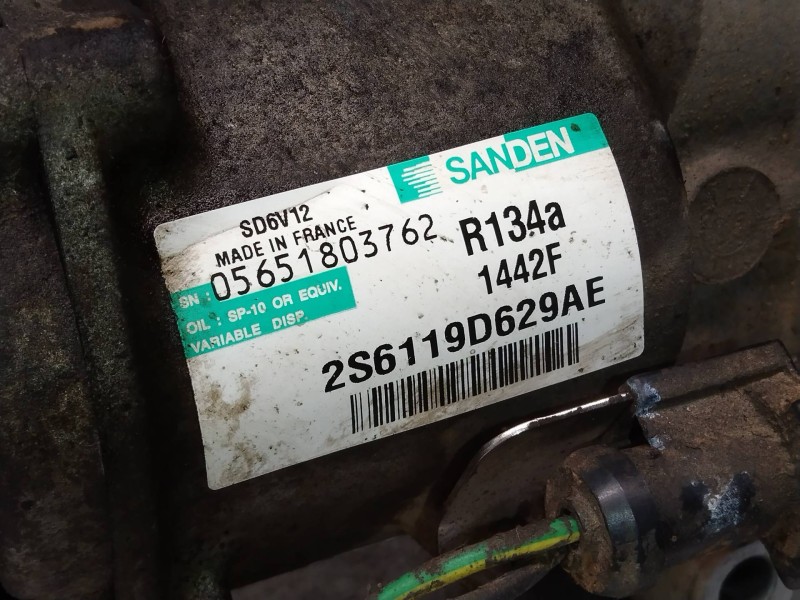 SANDEN
SD6V12
MADE IN FRANCE
SN : 05651803762
R134a
1442F
OIL : SP-10 OR EQUIV.
VARIABLE DISP.
2S6119D629AE